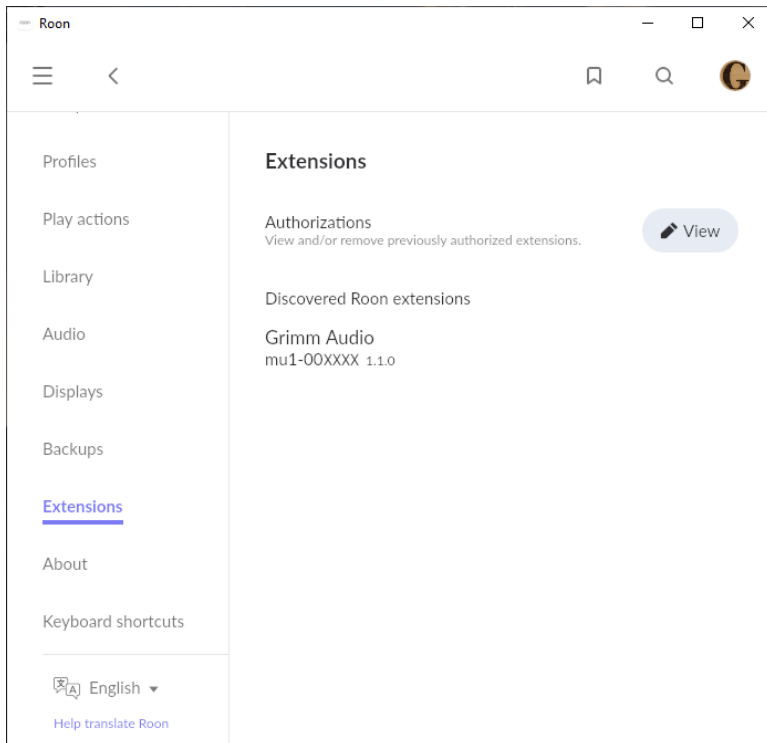 Roon
G
Profiles
Play actions
Library
Audio
Displays
Backups
Extensions
About
Keyboard shortcuts
English
Help translate Roon
Extensions
Authorizations
View and/or remove previously authorized extensions.
View
Discovered Roon extensions
Grimm Audio
mu1-00XXXX 1.1.0